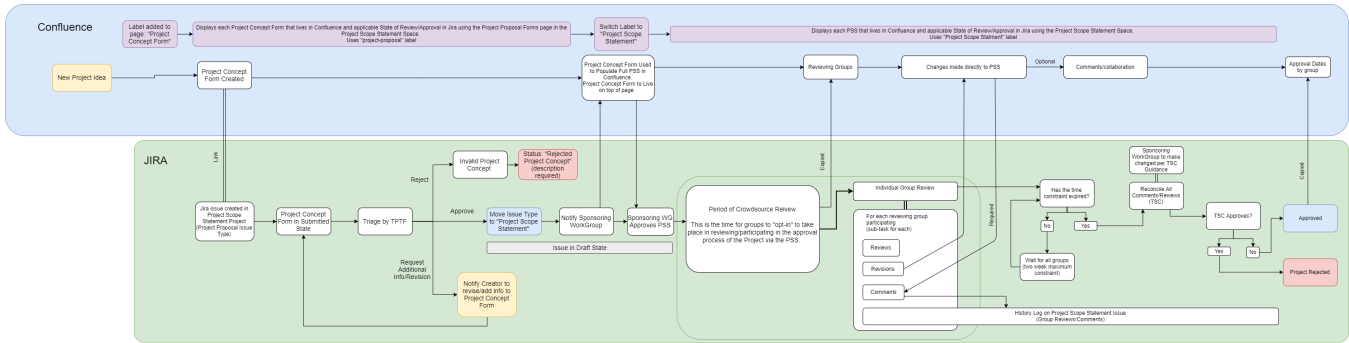 Confluence
Label added to
page: "Project
Concept Form"
Displays each Project Concept Form that lives in Confluence and applicable State of Review/Approval in Jira using the Project Proposal Forms page in the
Project Scope Statement Space.
Uses "project-proposal" label
Switch Label to
"Project Scope
Statement"
Displays each PSS that lives in Confluence and applicable State of Review/Approval in Jira using the Project Scope Statement Space.
Uses "Project Scope Statment" label
New Project Idea
Project Concept
Form Created
Project Concept Form Used
to Populate Full PSS in
Confluence.
Project Concept Form to Live
on top of page.
Reviewing Groups
Changes made directly to PSS
Optional
Comments/collaboration
Approval Dates
by group
Link
Copied
Required
Copied
JIRA
Jira issue created in
Project Scope
Statement Project
(Project Proposal Issue
Type)
Project Concept
Form in Submitted
State
Triage by TPTF
Reject
Invalid Project
Concept
Status: "Rejected
Project Concept"
(description
required)
Approve
Move Issue Type
to "Project Scope
Statement"
Notify Sponsoring
WorkGroup
Sponsoring WG
Approves PSS
Issue in Draft State
Request
Additional
Info/Revision
Notify Creator to
revise/add info to
Project Concept
Form
Period of Crowdsource Reivew
This is the time for groups to "opt-in" to take
place in reviewing/participating in the approval
process of the Project via the PSS.
Individual Group Review
For each reviewing group
participating
(sub-task for each)
Reviews
Revisions
Comments
History Log on Project Scope Statement Issue
(Group Reviews/Comments)
Has the time
constraint expired?
No
Yes
Wait for all groups
(two week maximum
constraint)
Sponsoring
WorkGroup to make
changed per TSC
Guidance
Reconcile All
Comments/Reviews
(TSC)
TSC Approves?
Yes
No
Approved
Project Rejected